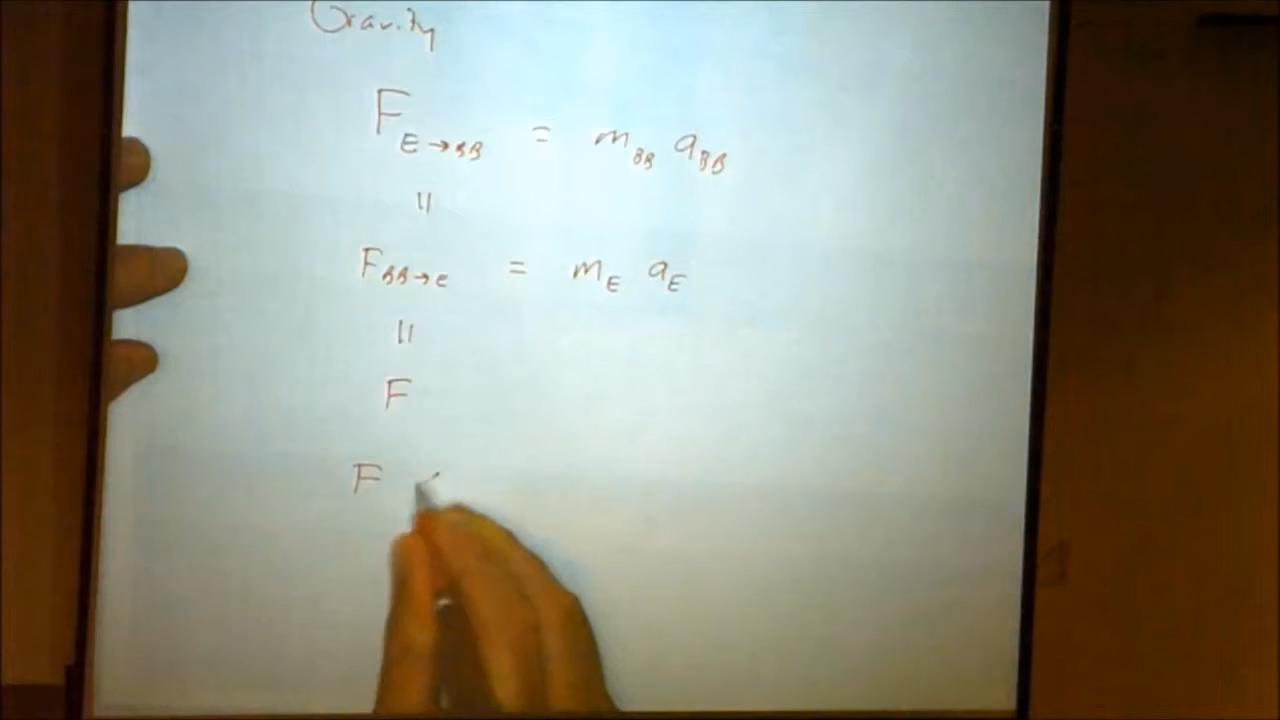 Gravity
F E→BB = m BB a BB
=
F BB→E = m E a E
=
F
F